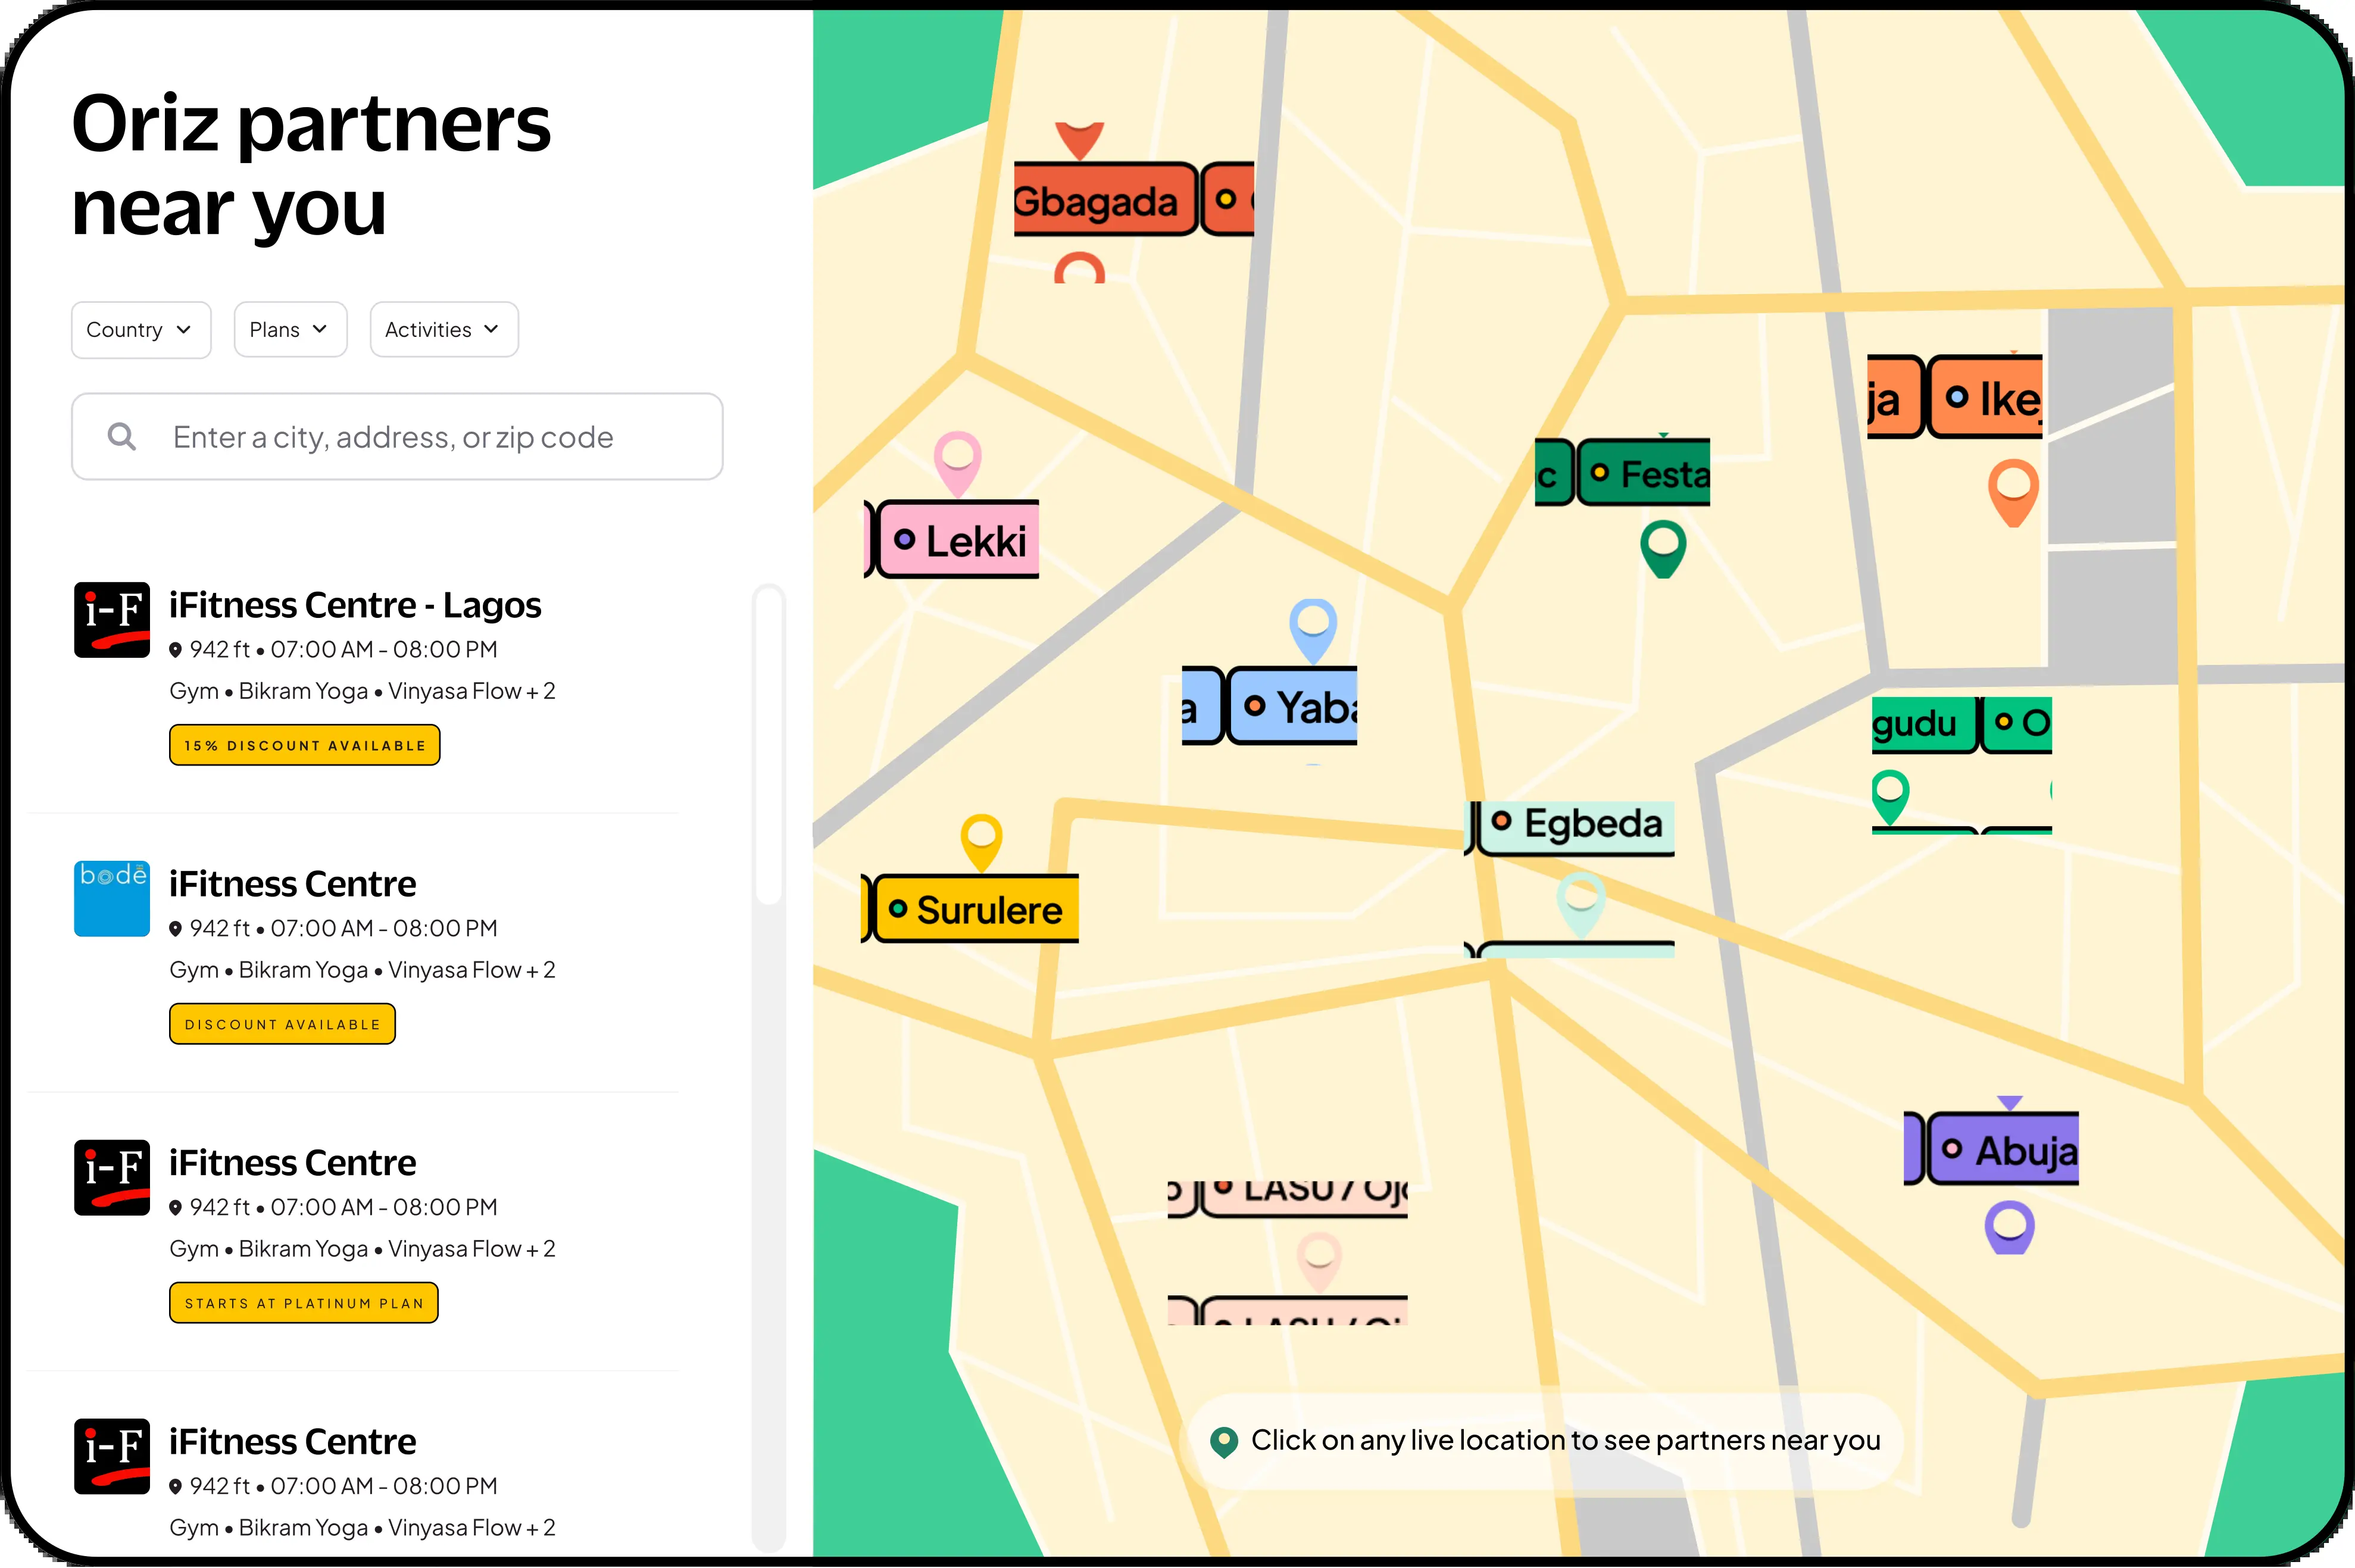 Oriz partners
near you
Country
Plans
Activities
Enter a city, address, or zip code
i-F
iFitness Centre - Lagos
942 ft • 07:00 AM - 08:00 PM
Gym • Bikram Yoga • Vinyasa Flow + 2
15% DISCOUNT AVAILABLE
bodē
iFitness Centre
942 ft • 07:00 AM - 08:00 PM
Gym • Bikram Yoga • Vinyasa Flow + 2
DISCOUNT AVAILABLE
i-F
iFitness Centre
942 ft • 07:00 AM - 08:00 PM
Gym • Bikram Yoga • Vinyasa Flow + 2
STARTS AT PLATINUM PLAN
i-F
iFitness Centre
942 ft • 07:00 AM - 08:00 PM
Gym • Bikram Yoga • Vinyasa Flow + 2
Gbagada
ja Ike
c Festa
Lekki
a Yaba
gudu O
Egbeda
Surulere
Abuja
LASU / Ojo
Click on any live location to see partners near you